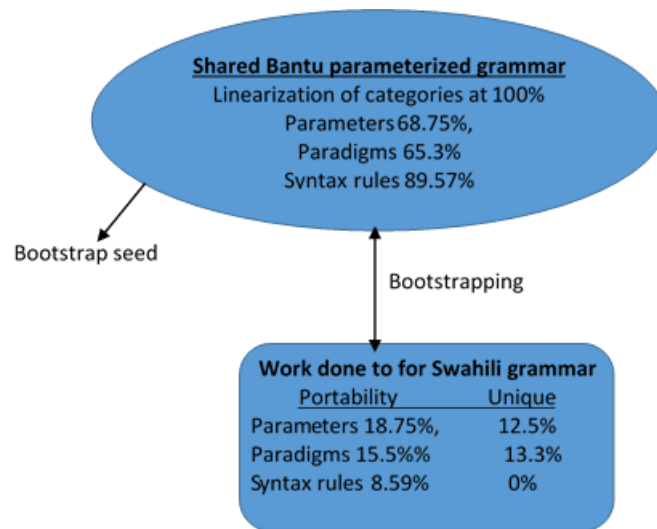 Shared Bantu parameterized grammar
Linearization of categories at 100%
Parameters 68.75%,
Paradigms 65.3%
Syntax rules 89.57%
Bootstrap seed
Bootstrapping
Work done to for Swahili grammar
Portability Unique
Parameters 18.75%, 12.5%
Paradigms 15.5%% 13.3%
Syntax rules 8.59% 0%